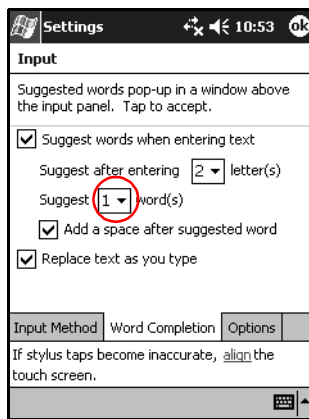 Settings 10:53 ok
Input
Suggested words pop-up in a window above
the input panel. Tap to accept.
Suggest words when entering text
Suggest after entering 2 letter(s)
Suggest 1 word(s)
Add a space after suggested word
Replace text as you type
Input Method Word Completion Options
If stylus taps become inaccurate, align the
touch screen.